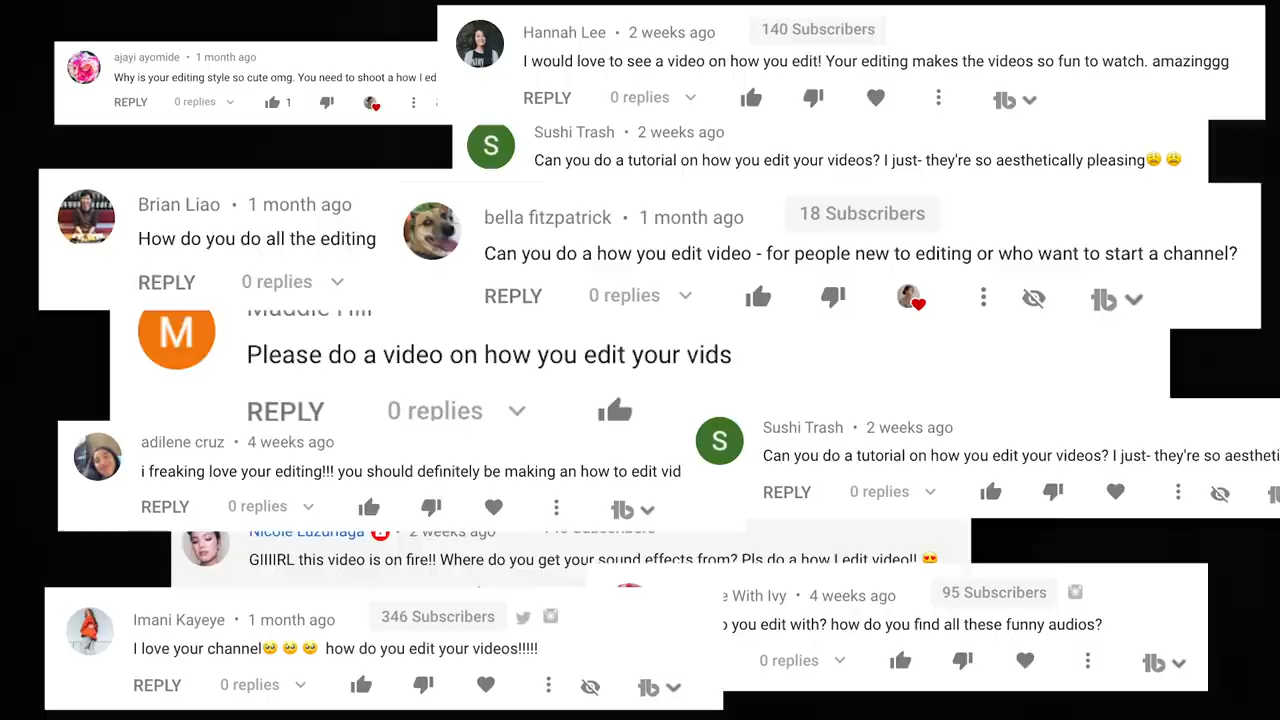 Hannah Lee • 2 weeks ago 140 Subscribers
I would love to see a video on how you edit! Your editing makes the videos so fun to watch. amazinggg
REPLY 0 replies
ajayi ayomide • 1 month ago
Why is your editing style so cute omg. You need to shoot a how I ed
REPLY 0 replies 1
S
Sushi Trash • 2 weeks ago
Can you do a tutorial on how you edit your videos? I just- they're so aesthetically pleasing😩 😩
Brian Liao • 1 month ago
How do you do all the editing
REPLY 0 replies
bella fitzpatrick • 1 month ago 18 Subscribers
Can you do a how you edit video - for people new to editing or who want to start a channel?
REPLY 0 replies
M
Maddie Hill
Please do a video on how you edit your vids
REPLY 0 replies
adilene cruz • 4 weeks ago
i freaking love your editing!!! you should definitely be making an how to edit vid
REPLY 0 replies
S
Sushi Trash • 2 weeks ago
Can you do a tutorial on how you edit your videos? I just- they're so aestheti
REPLY 0 replies
Nicole Luzuriaga • 2 weeks ago Subscribers
GIIIIRL this video is on fire!! Where do you get your sound effects from? Pls do a how I edit video!! 😍
Imani Kayeye • 1 month ago 346 Subscribers
I love your channel🥺 🥺 🥺 how do you edit your videos!!!!!
REPLY 0 replies
e With Ivy • 4 weeks ago 95 Subscribers
o you edit with? how do you find all these funny audios?
0 replies